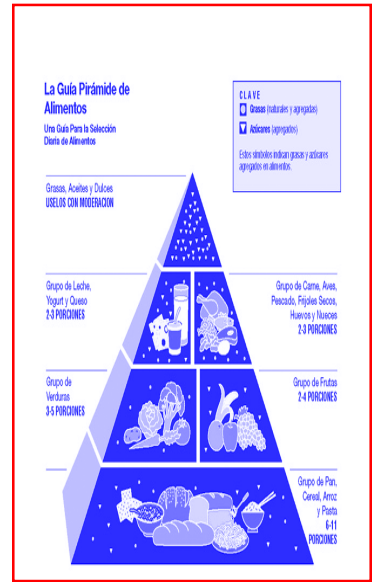 La Guía Pirámide de
Alimentos
Una Guía Para la Selección
Diaria de Alimentos
CLAVE
Grasas (naturales y agregadas)
Azúcares (agregados)
Estos símbolos indican grasas y azúcares
agregados en alimentos.
Grasas, Aceites y Dulces
USELOS CON MODERACION
Grupo de Leche,
Yogurt y Queso
2-3 PORCIONES
Grupo de Carne, Aves,
Pescado, Frijoles Secos,
Huevos y Nueces
2-3 PORCIONES
Grupo de
Verduras
3-5 PORCIONES
Grupo de Frutas
2-4 PORCIONES
Grupo de Pan,
Cereal, Arroz
y Pasta
6-11
PORCIONES